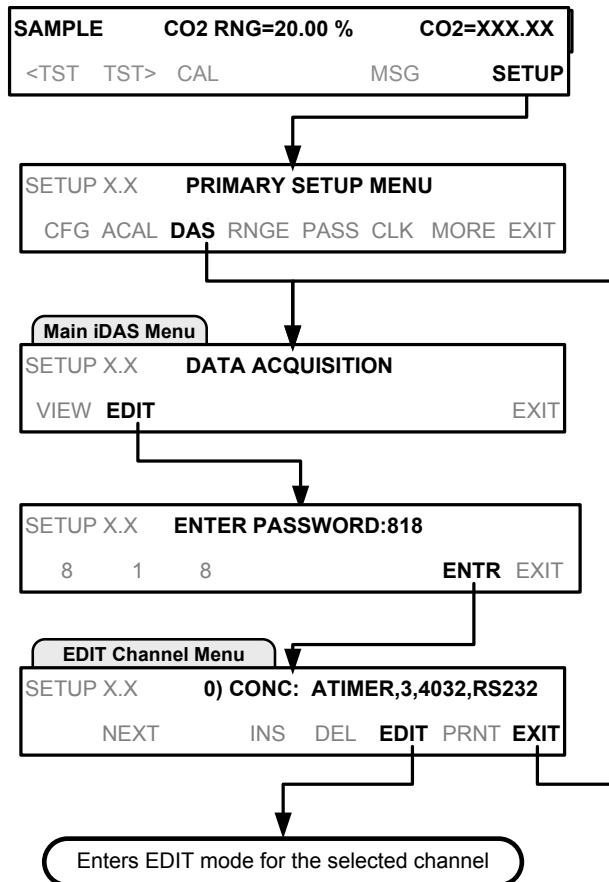 SAMPLE CO2 RNG=20.00 % CO2=XXX.XX
<TST TST> CAL MSG SETUP
SETUP X.X PRIMARY SETUP MENU
CFG ACAL DAS RNGE PASS CLK MORE EXIT
Main iDAS Menu
SETUP X.X DATA ACQUISITION
VIEW EDIT EXIT
SETUP X.X ENTER PASSWORD:818
8 1 8 ENTR EXIT
EDIT Channel Menu
SETUP X.X 0) CONC: ATIMER,3,4032,RS232
NEXT INS DEL EDIT PRNT EXIT
Enters EDIT mode for the selected channel